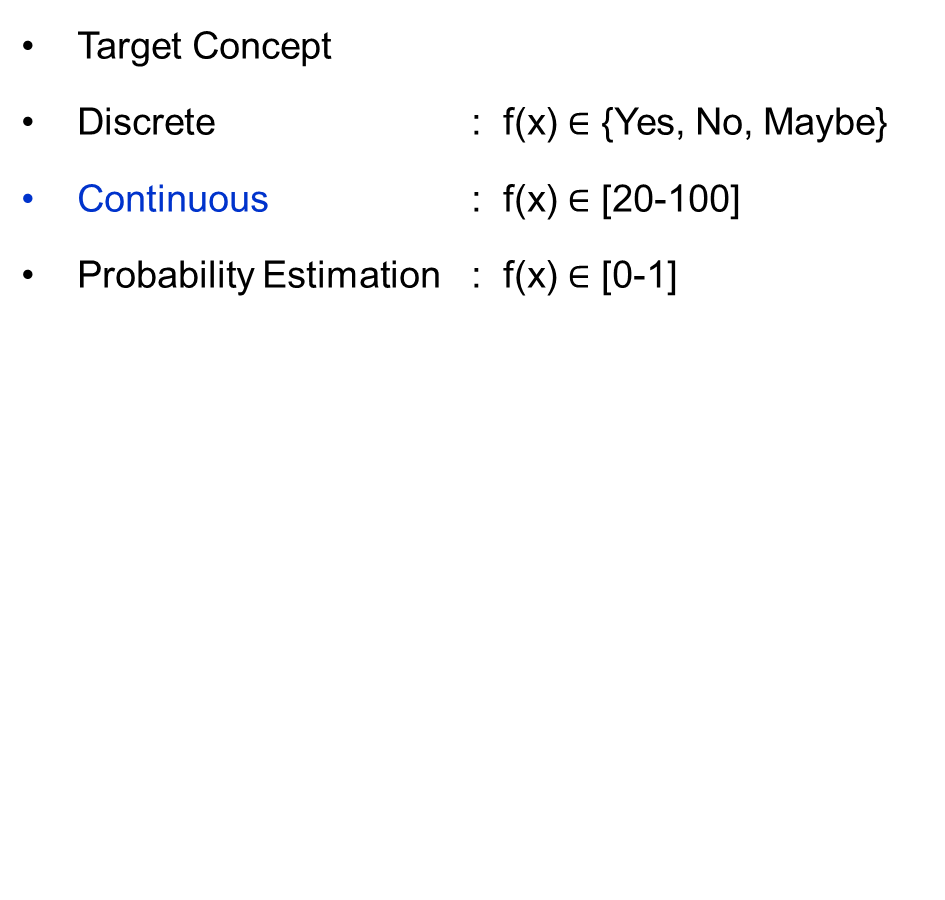 • Target Concept
• Discrete : f(x) ∈ {Yes, No, Maybe}
• Continuous : f(x) ∈ [20-100]
• Probability Estimation : f(x) ∈ [0-1]